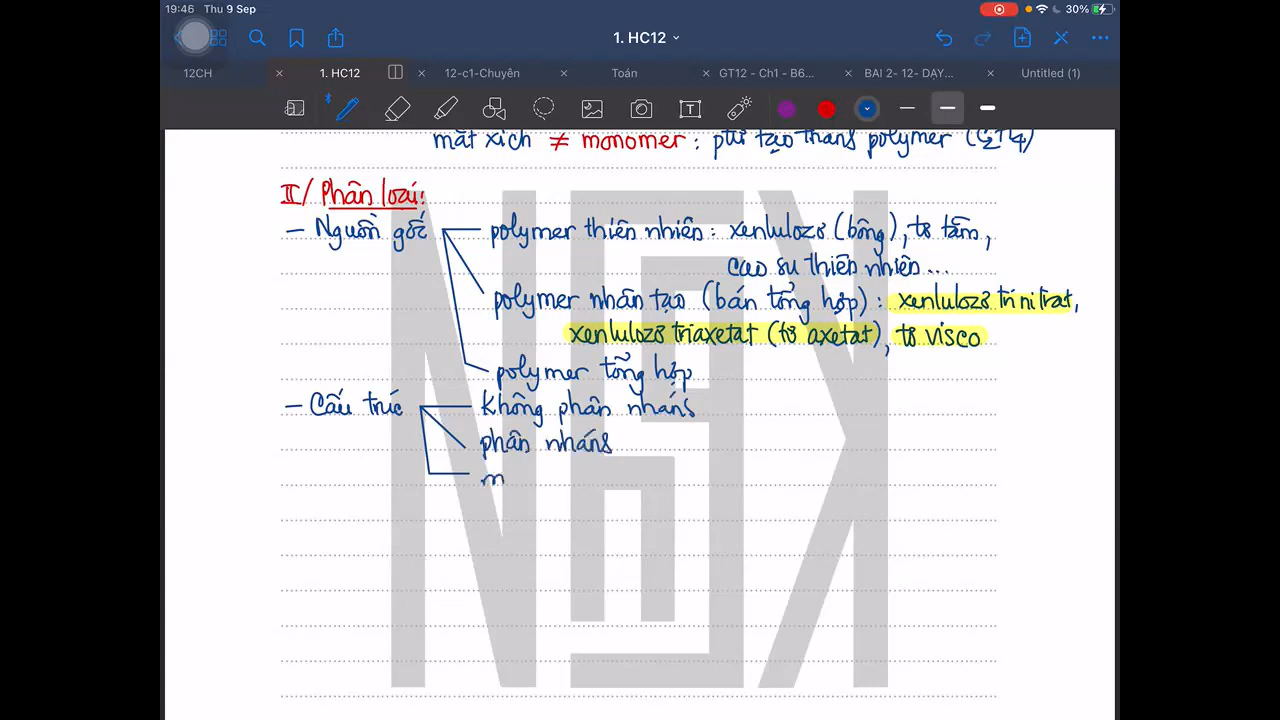 19:46 Thu 9 Sep 30%
1. HC12
12CH 1. HC12 12-c1-Chuyên Toán GT12 - Ch1 - B6... BAI 2- 12- DAY... Untitled (1)
mắt xích ≠ monomer : ptử tạo thành polymer (C2H4)
II/ Phân loại:
- Nguồn gốc polymer thiên nhiên : xenlulozơ (bông), tơ tằm,
cao su thiên nhiên ...
polymer nhân tạo (bán tổng hợp) : xenlulozơ trinitrat,
xenlulozơ triaxetat (tơ axetat), tơ visco
polymer tổng hợp
- Cấu trúc không phân nhánh
phân nhánh
m